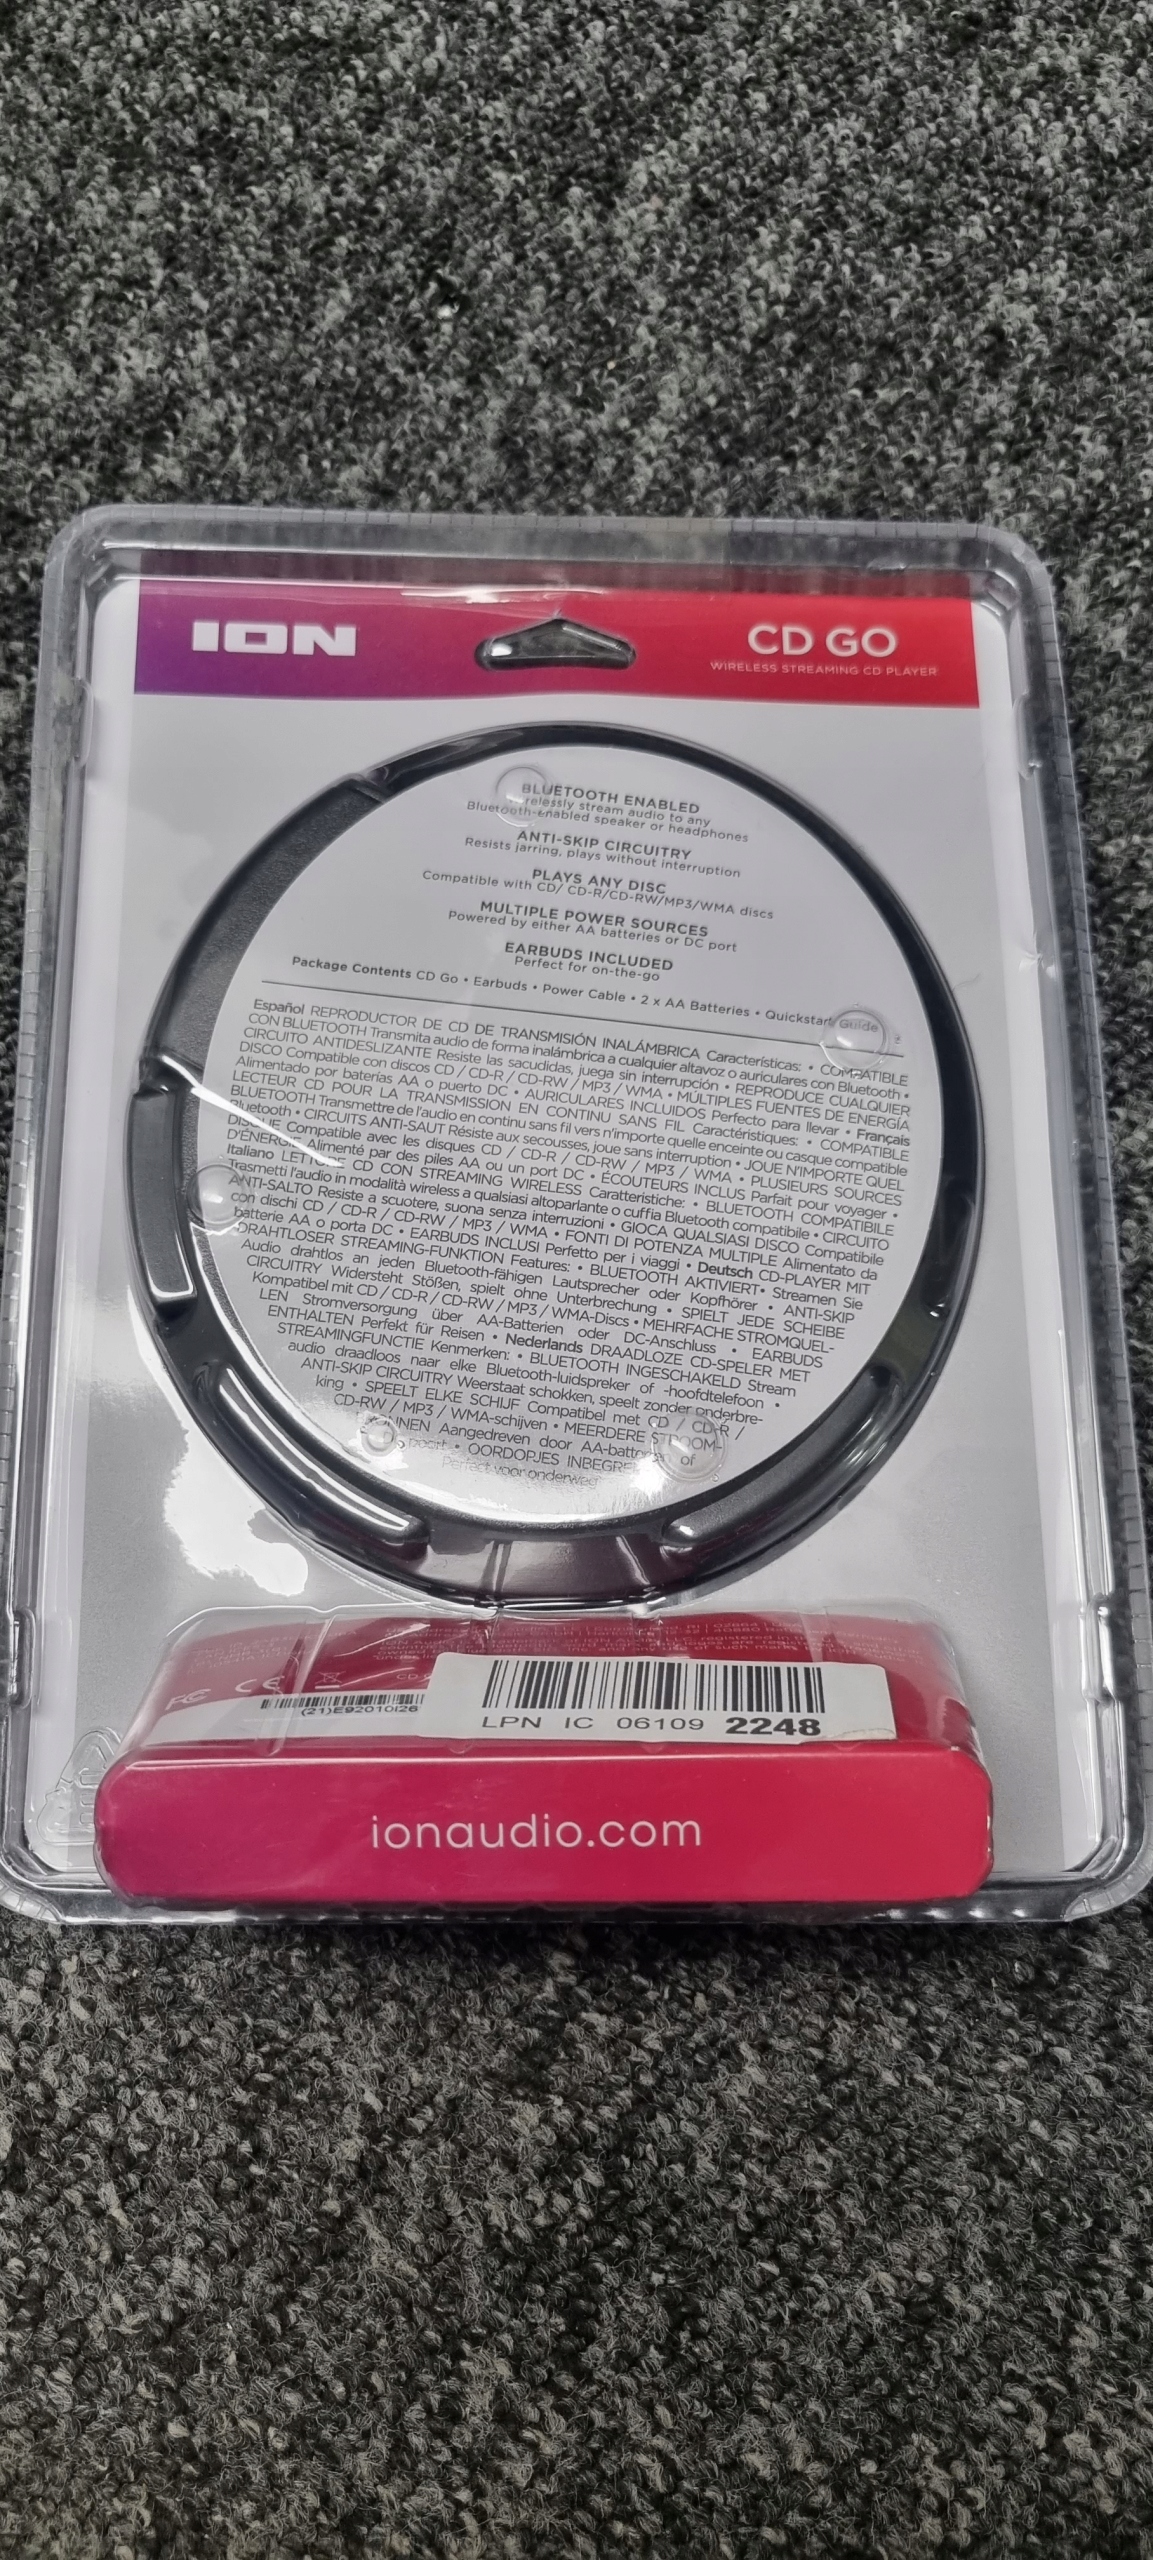 ION
CD GO
WIRELESS STREAMING CD PLAYER
BLUETOOTH ENABLED
relessly stream audio to any
Bluetooth-enabled speaker or headphones
ANTI-SKIP CIRCUITRY
Resists jarring, plays without interruption
PLAYS ANY DISC
Compatible with CD/ CD-R/CD-RW/MP3/WMA discs
MULTIPLE POWER SOURCES
Powered by either AA batteries or DC port
EARBUDS INCLUDED
Perfect for on-the-go
Package Contents CD Go • Earbuds • Power Cable • 2 x AA Batteries • Quickstart Guide
Español REPRODUCTOR DE CD DE TRANSMISIÓN INALÁMBRICA Características: • COMPATIBLE
CON BLUETOOTH Transmita audio de forma inalámbrica a cualquier altavoz o auriculares con Bluetooth •
CIRCUITO ANTIDESLIZANTE Resiste las sacudidas, juega sin interrupción • REPRODUCE CUALQUIER
DISCO Compatible con discos CD / CD-R / CD-RW / MP3 / WMA • MÚLTIPLES FUENTES DE ENERGÍA
Alimentado por baterías AA o puerto DC • AURICULARES INCLUIDOS Perfecto para llevar • Français
LECTEUR CD POUR LA TRANSMISSION EN CONTINU SANS FIL Caractéristiques: • COMPATIBLE
BLUETOOTH Transmettre de l'audio en continu sans fil vers n'importe quelle enceinte ou casque compatible
Bluetooth • CIRCUITS ANTI-SAUT Résiste aux secousses, joue sans interruption • JOUE N'IMPORTE QUEL
DISQUE Compatible avec les disques CD / CD-R / CD-RW / MP3 / WMA • PLUSIEURS SOURCES
D'ÉNERGIE Alimenté par des piles AA ou un port DC • ÉCOUTEURS INCLUS Parfait pour voyager •
Italiano LETTORE CD CON STREAMING WIRELESS Caratteristiche: • BLUETOOTH COMPATIBILE
Trasmetti l'audio in modalità wireless a qualsiasi altoparlante o cuffia Bluetooth compatibile • CIRCUITO
ANTI-SALTO Resiste a scuotere, suona senza interruzioni • GIOCA QUALSIASI DISCO Compatibile
con dischi CD / CD-R / CD-RW / MP3 / WMA • FONTI DI POTENZA MULTIPLE Alimentato da
batterie AA o porta DC • EARBUDS INCLUSI Perfetto per i viaggi • Deutsch CD-PLAYER MIT
DRAHTLOSER STREAMING-FUNKTION Features: • BLUETOOTH AKTIVIERT• Streamen Sie
Audio drahtlos an jeden Bluetooth-fähigen Lautsprecher oder Kopfhörer • ANTI-SKIP
CIRCUITRY Widersteht Stößen, spielt ohne Unterbrechung • SPIELT JEDE SCHEIBE
Kompatibel mit CD / CD-R / CD-RW / MP3 / WMA-Discs • MEHRFACHE STROMQUEL-
LEN Stromversorgung über AA-Batterien oder DC-Anschluss • EARBUDS
ENTHALTEN Perfekt für Reisen • Nederlands DRAADLOZE CD-SPELER MET
STREAMINGFUNCTIE Kenmerken: • BLUETOOTH INGESCHAKELD Stream
audio draadloos naar elke Bluetooth-luidspreker of -hoofdtelefoon •
ANTI-SKIP CIRCUITRY Weerstaat schokken, speelt zonder onderbre-
king • SPEELT ELKE SCHIJF Compatibel met CD / CD-R /
CD-RW / MP3 / WMA-schijven • MEERDERE STROOM-
Aangedreven door AA-batterijen of
poort • OORDOPJES INBEGRE
Perfect voor onderweg
FC CE
(21)E92010I26
LPN IC 06109 2248
ionaudio.com